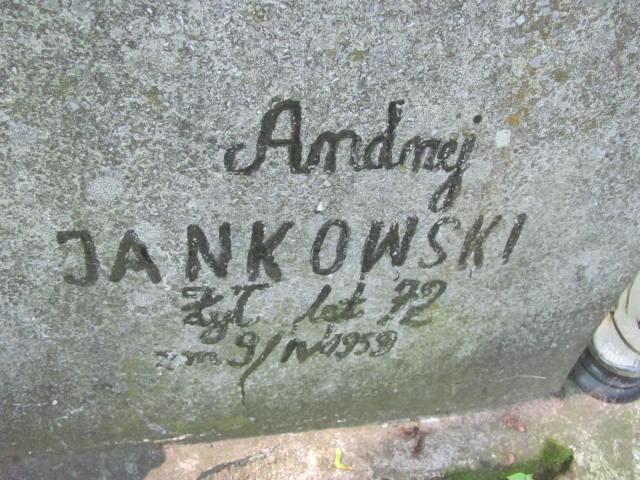 Andrzej
JANKOWSKI
Żył lat 72
zm 9/IV 1959